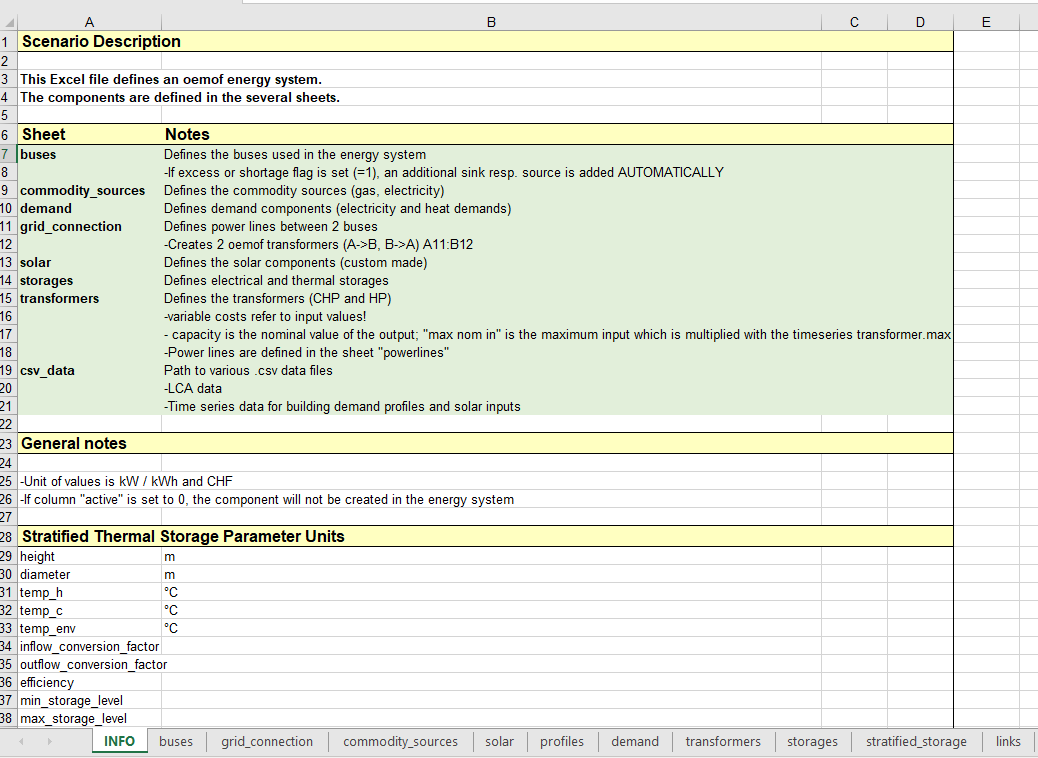 A B C D E
1 Scenario Description
2
3 This Excel file defines an oemof energy system.
4 The components are defined in the several sheets.
5
6 Sheet Notes
7 buses Defines the buses used in the energy system
8 -If excess or shortage flag is set (=1), an additional sink resp. source is added AUTOMATICALLY
9 commodity_sources Defines the commodity sources (gas, electricity)
10 demand Defines demand components (electricity and heat demands)
11 grid_connection Defines power lines between 2 buses
12 -Creates 2 oemof transformers (A->B, B->A) A11:B12
13 solar Defines the solar components (custom made)
14 storages Defines electrical and thermal storages
15 transformers Defines the transformers (CHP and HP)
16 -variable costs refer to input values!
17 - capacity is the nominal value of the output; "max nom in" is the maximum input which is multiplied with the timeseries transformer.max
18 -Power lines are defined in the sheet "powerlines"
19 csv_data Path to various .csv data files
20 -LCA data
21 -Time series data for building demand profiles and solar inputs
22
23 General notes
24
25 -Unit of values is kW / kWh and CHF
26 -If column "active" is set to 0, the component will not be created in the energy system
27
28 Stratified Thermal Storage Parameter Units
29 height m
30 diameter m
31 temp_h °C
32 temp_c °C
33 temp_env °C
34 inflow_conversion_factor
35 outflow_conversion_factor
36 efficiency
37 min_storage_level
38 max_storage_level
INFO buses grid_connection commodity_sources solar profiles demand transformers storages stratified_storage links